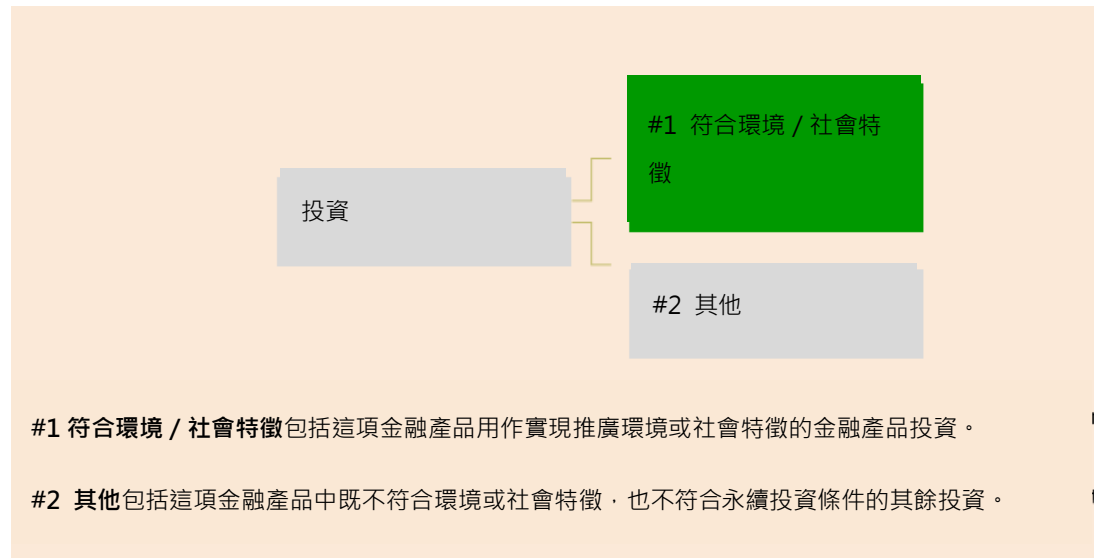 #1 符合環境 / 社會特
徵
投資
#2 其他
#1 符合環境 / 社會特徵包括這項金融產品用作實現推廣環境或社會特徵的金融產品投資。
#2 其他包括這項金融產品中既不符合環境或社會特徵，也不符合永續投資條件的其餘投資。